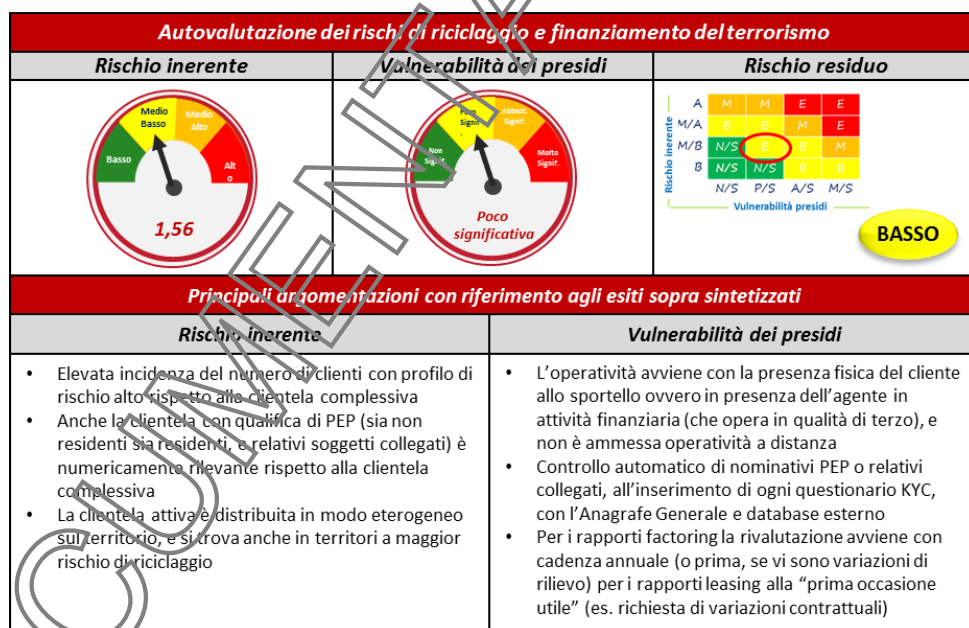 Autovalutazione dei rischi di riciclaggio e finanziamento del terrorismo
Rischio inerente
Vulnerabilità dei presidi
Rischio residuo
Basso
Medio
Basso
Medio
Alto
Alt
o
1,56
Non
Signif.
Poco
Signif
.
Abbast.
Signif.
Molto
Signif.
Poco
significativa
Rischio inerente
A M M E E
M/A B B M E
M/B N/S B B M
B N/S N/S B B
N/S P/S A/S M/S
Vulnerabilità presidi
BASSO
Principali argomentazioni con riferimento agli esiti sopra sintetizzati
Rischio inerente
• Elevata incidenza del numero di clienti con profilo di
rischio alto rispetto alla clientela complessiva
• Anche la clientela con qualifica di PEP (sia non
residenti sia residenti, e relativi soggetti collegati) è
numericamente rilevante rispetto alla clientela
complessiva
• La clientela attiva è distribuita in modo eterogeneo
sul territorio, e si trova anche in territori a maggior
rischio di riciclaggio
Vulnerabilità dei presidi
• L’operatività avviene con la presenza fisica del cliente
allo sportello ovvero in presenza dell’agente in
attività finanziaria (che opera in qualità di terzo), e
non è ammessa operatività a distanza
• Controllo automatico di nominativi PEP o relativi
collegati, all’inserimento di ogni questionario KYC,
con l’Anagrafe Generale e database esterno
• Per i rapporti factoring la rivalutazione avviene con
cadenza annuale (o prima, se vi sono variazioni di
rilievo) per i rapporti leasing alla “prima occasione
utile” (es. richiesta di variazioni contrattuali)
CUMENTA